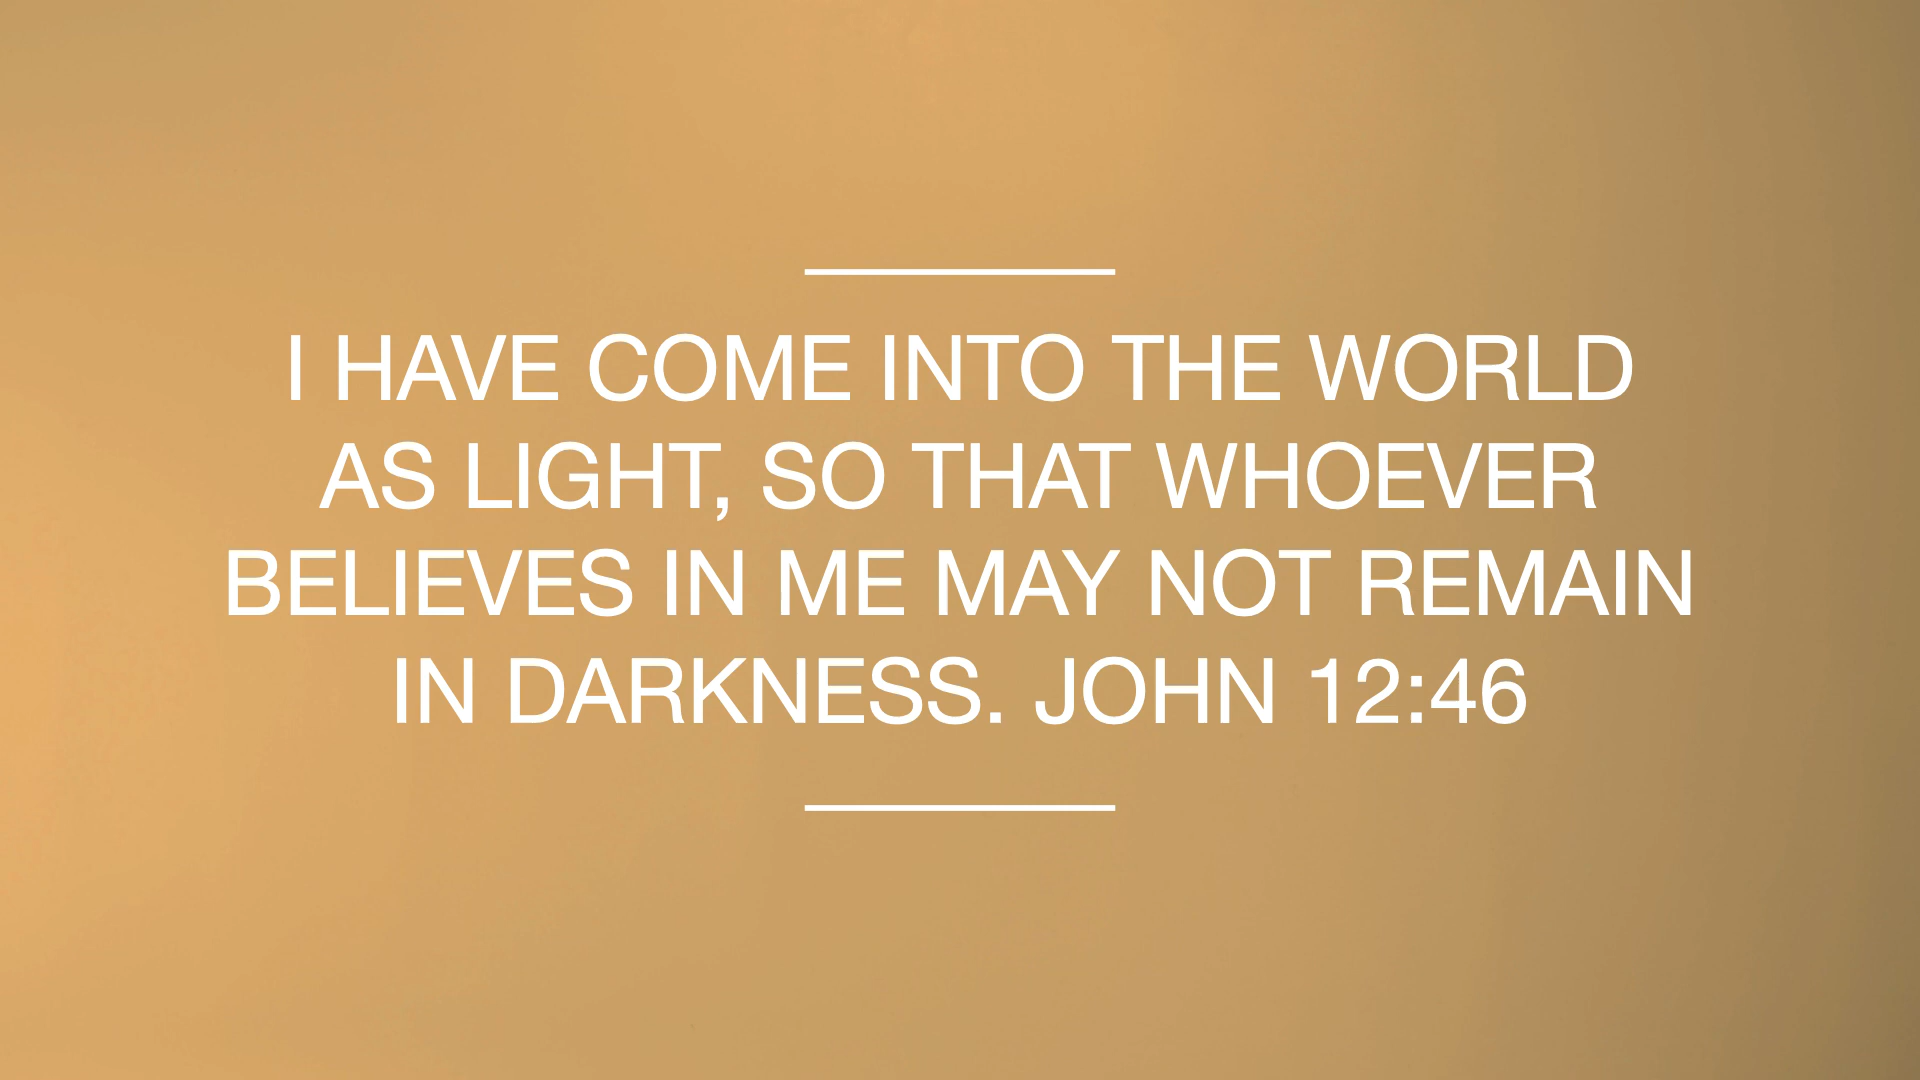 I HAVE COME INTO THE WORLD
AS LIGHT, SO THAT WHOEVER
BELIEVES IN ME MAY NOT REMAIN
IN DARKNESS. JOHN 12:46